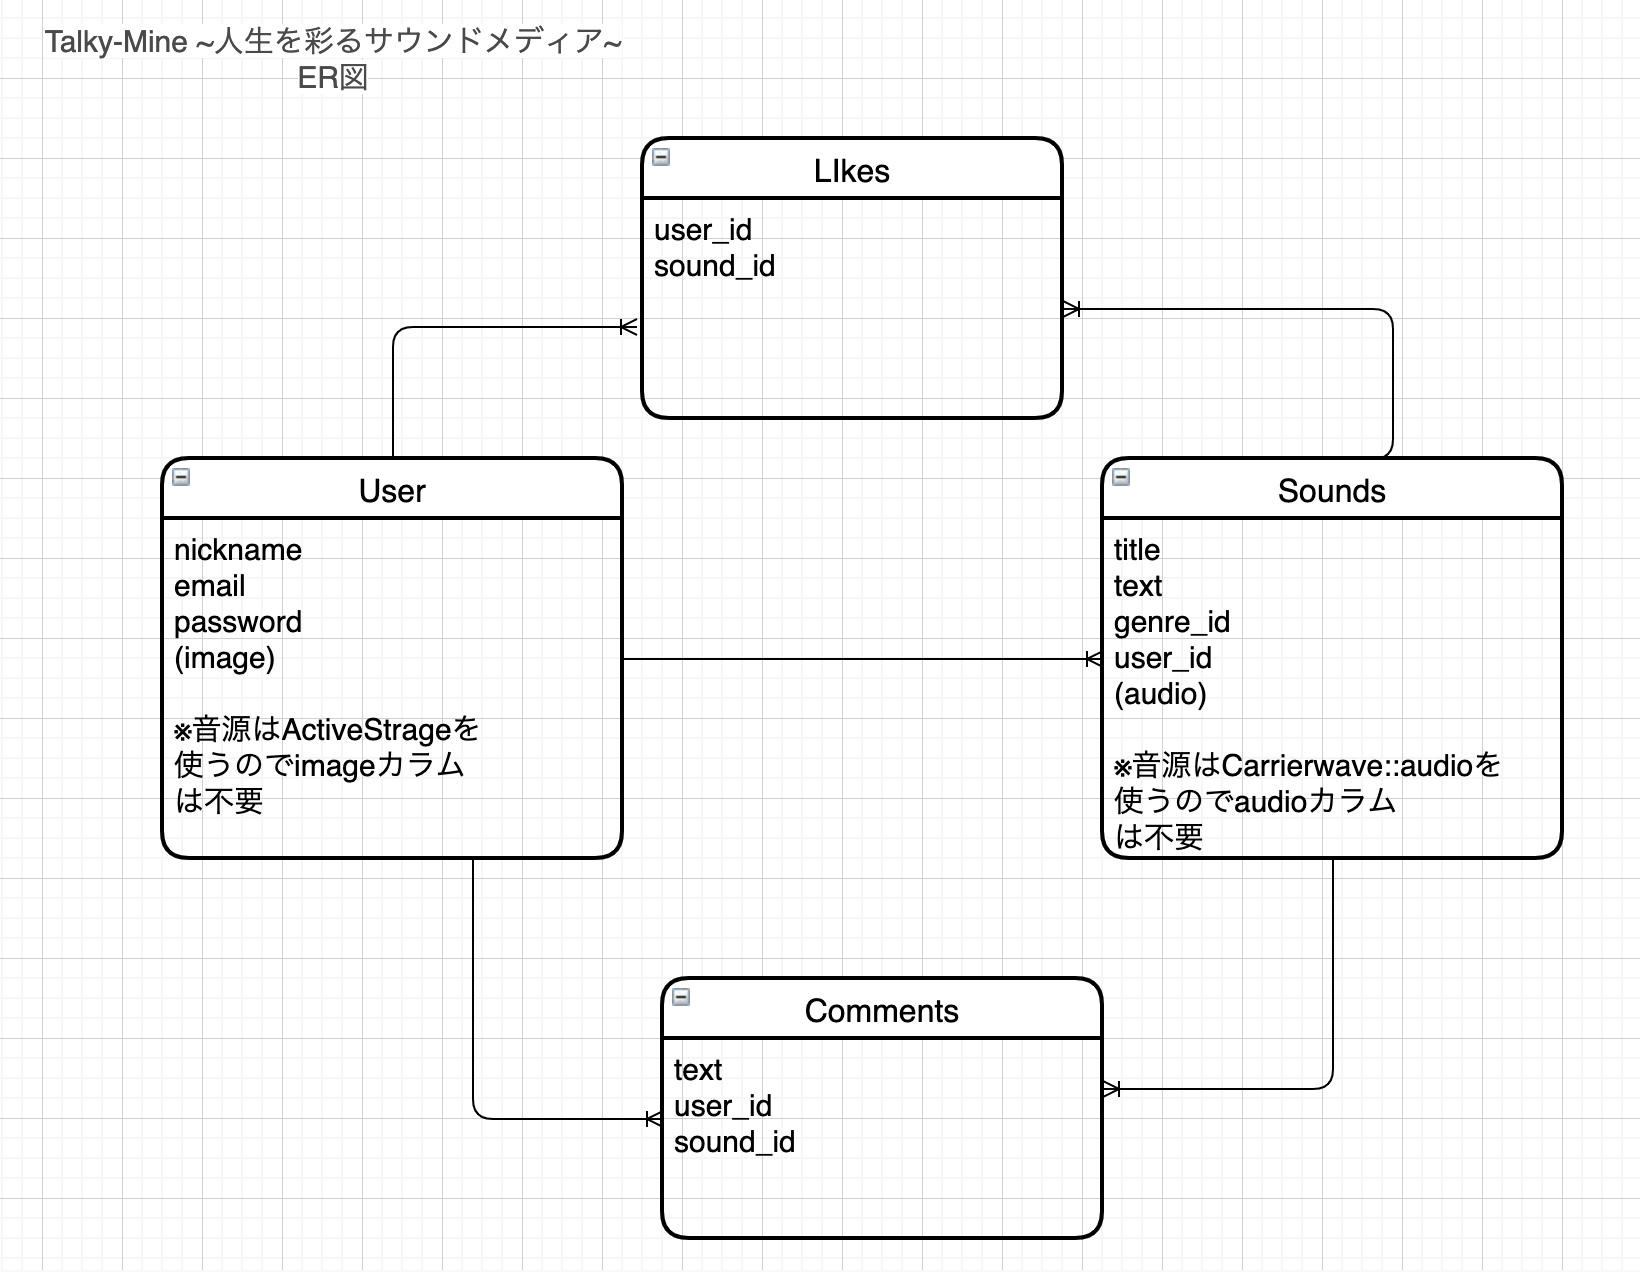 Talky-Mine ~人生を彩るサウンドメディア~
ER図
LIkes
user_id
sound_id
User
nickname
email
password
(image)
※音源はActiveStrageを
使うのでimageカラム
は不要
Sounds
title
text
genre_id
user_id
(audio)
※音源はCarrierwave::audioを
使うのでaudioカラム
は不要
Comments
text
user_id
sound_id